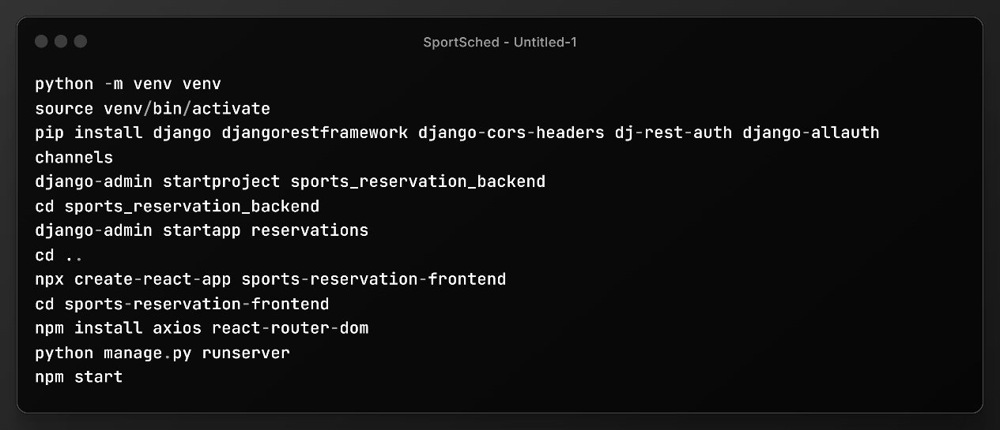 SportSched - Untitled-1
python -m venv venv
source venv/bin/activate
pip install django djangorestframework django-cors-headers dj-rest-auth django-allauth
channels
django-admin startproject sports_reservation_backend
cd sports_reservation_backend
django-admin startapp reservations
cd ..
npx create-react-app sports-reservation-frontend
cd sports-reservation-frontend
npm install axios react-router-dom
python manage.py runserver
npm start